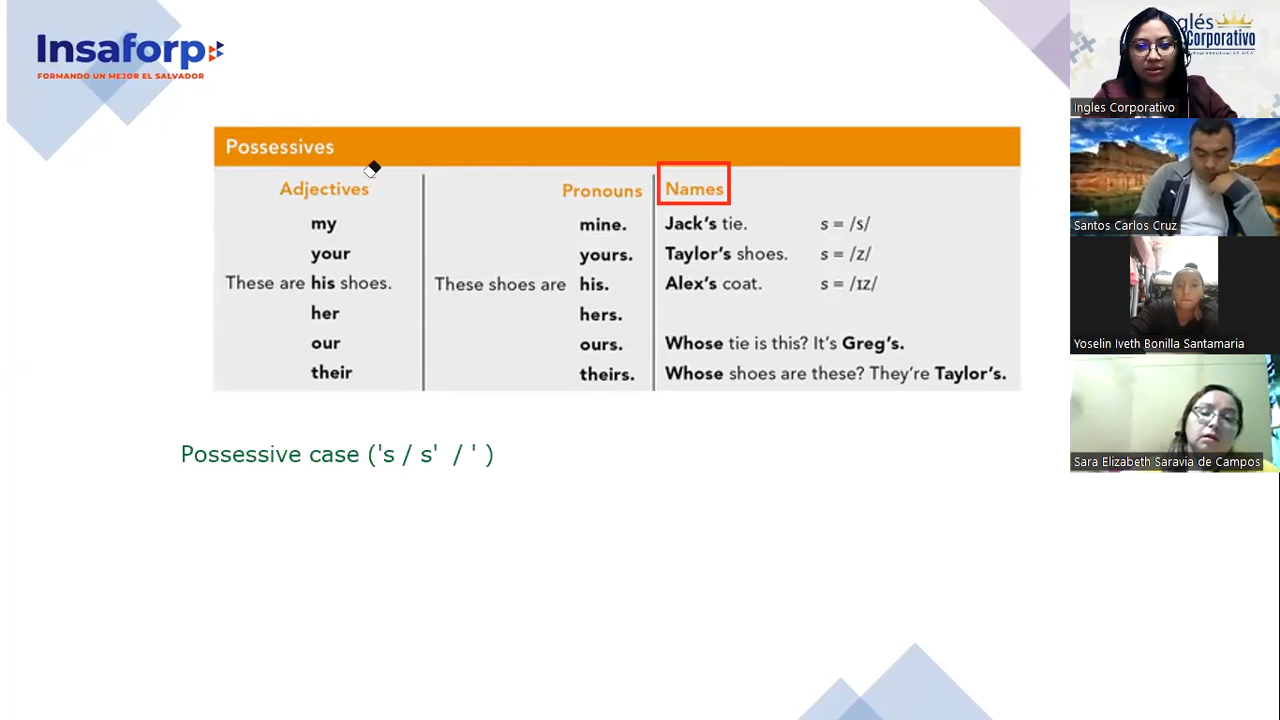 Insaforp
FORMANDO UN MEJOR EL SALVADOR
Possessives
Adjectives
my
your
These are his shoes.
her
our
their
Pronouns
mine.
yours.
These shoes are his.
hers.
ours.
theirs.
Names
Jack's tie. s = /s/
Taylor's shoes. s = /z/
Alex's coat. s = /ɪz/
Whose tie is this? It's Greg's.
Whose shoes are these? They're Taylor's.
Possessive case ('s / s' / ' )
Inglés
Corporativo
Ingles Corporativo
Santos Carlos Cruz
Yoselin Iveth Bonilla Santamaria
Sara Elizabeth Saravia de Campos